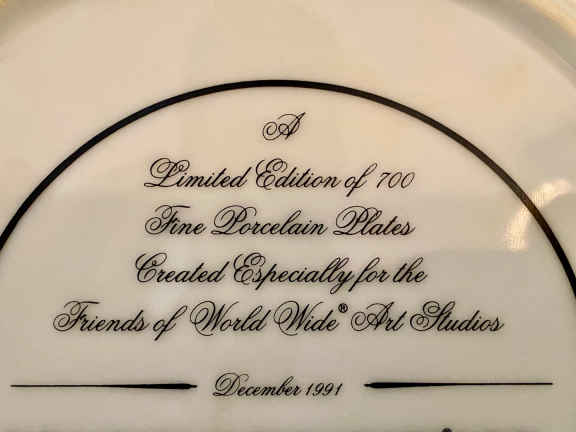 A
Limited Edition of 700
Fine Porcelain Plates
Created Especially for the
Friends of World Wide® Art Studios
December 1991